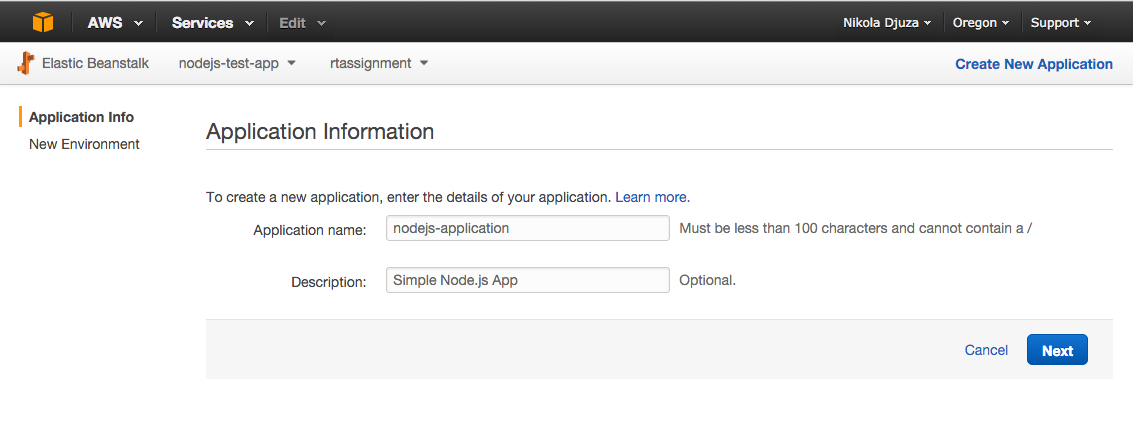 AWS Services Edit Nikola Djuza Oregon Support
Elastic Beanstalk nodejs-test-app rtassignment Create New Application
Application Info
New Environment
Application Information
To create a new application, enter the details of your application. Learn more.
Application name: nodejs-application Must be less than 100 characters and cannot contain a /
Description: Simple Node.js App Optional.
Cancel Next